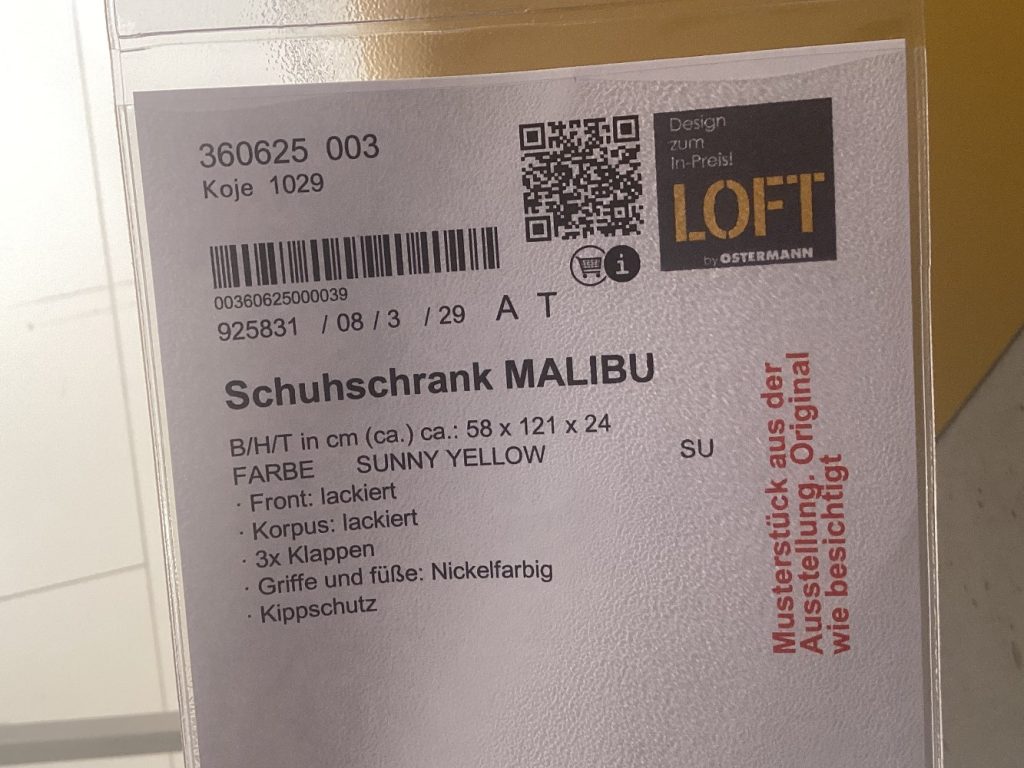 360625 003
Koje 1029
Design
zum
In-Preis!
LOFT
by OSTERMANN
00360625000039
925831 / 08 / 3 / 29 A T
Schuhschrank MALIBU
B/H/T in cm (ca.) ca.: 58 x 121 x 24
FARBE SUNNY YELLOW SU
· Front: lackiert
· Korpus: lackiert
· 3x Klappen
· Griffe und füße: Nickelfarbig
· Kippschutz
Musterstück aus der
Ausstellung. Original
wie besichtigt